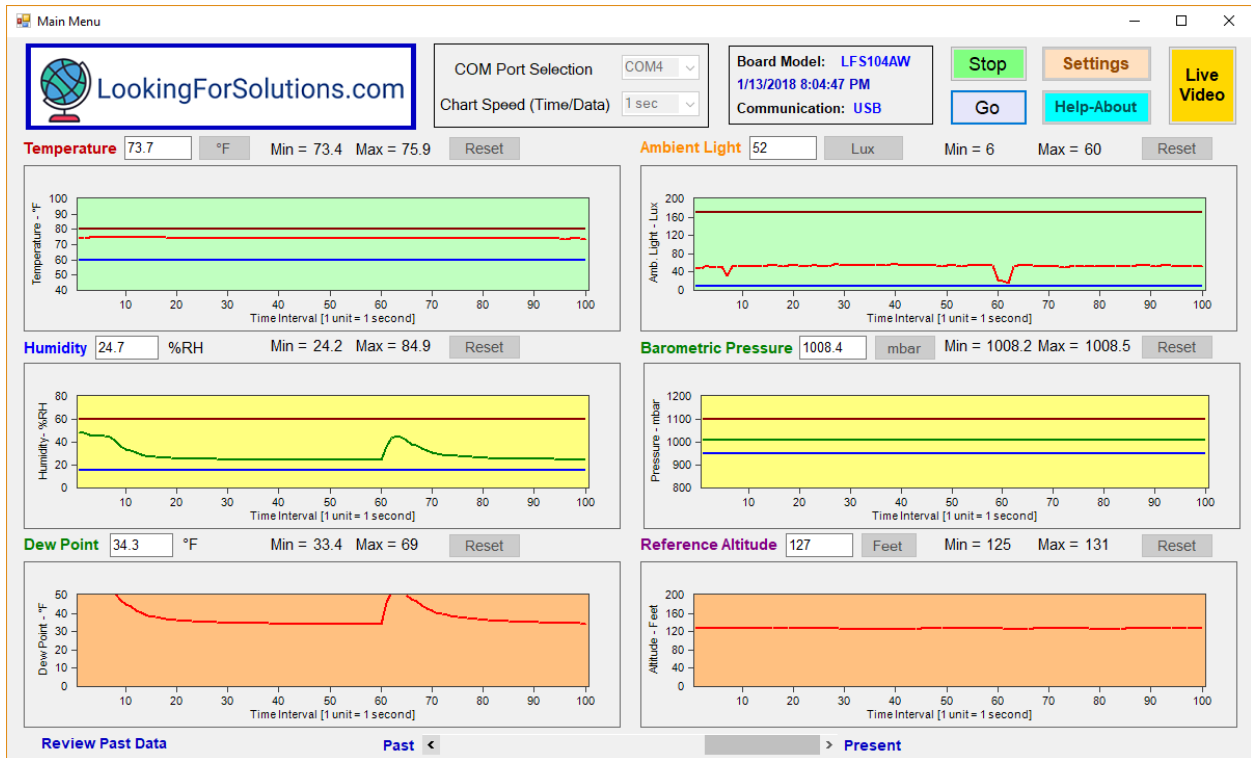 Main Menu
LookingForSolutions.com
COM Port Selection COM4
Chart Speed (Time/Data) 1 sec
Board Model: LFS104AW
1/13/2018 8:04:47 PM
Communication: USB
Stop
Go
Settings
Help-About
Live
Video
Temperature 73.7 °F Min = 73.4 Max = 75.9 Reset
Temperature - °F
100
90
80
70
60
50
40
10 20 30 40 50 60 70 80 90 100
Time Interval [1 unit = 1 second]
Ambient Light 52 Lux Min = 6 Max = 60 Reset
Amb. Light - Lux
200
160
120
80
40
0
10 20 30 40 50 60 70 80 90 100
Time Interval [1 unit = 1 second]
Humidity 24.7 %RH Min = 24.2 Max = 84.9 Reset
Humidity- %RH
80
60
40
20
0
10 20 30 40 50 60 70 80 90 100
Time Interval [1 unit = 1 second]
Barometric Pressure 1008.4 mbar Min = 1008.2 Max = 1008.5 Reset
Pressure - mbar
1200
1100
1000
900
800
10 20 30 40 50 60 70 80 90 100
Time Interval [1 unit = 1 second]
Dew Point 34.3 °F Min = 33.4 Max = 69 Reset
Dew Point - °F
50
40
30
20
10
0
10 20 30 40 50 60 70 80 90 100
Time Interval [1 unit = 1 second]
Reference Altitude 127 Feet Min = 125 Max = 131 Reset
Altitude - Feet
200
160
120
80
40
0
10 20 30 40 50 60 70 80 90 100
Time Interval [1 unit = 1 second]
Review Past Data Past < > Present